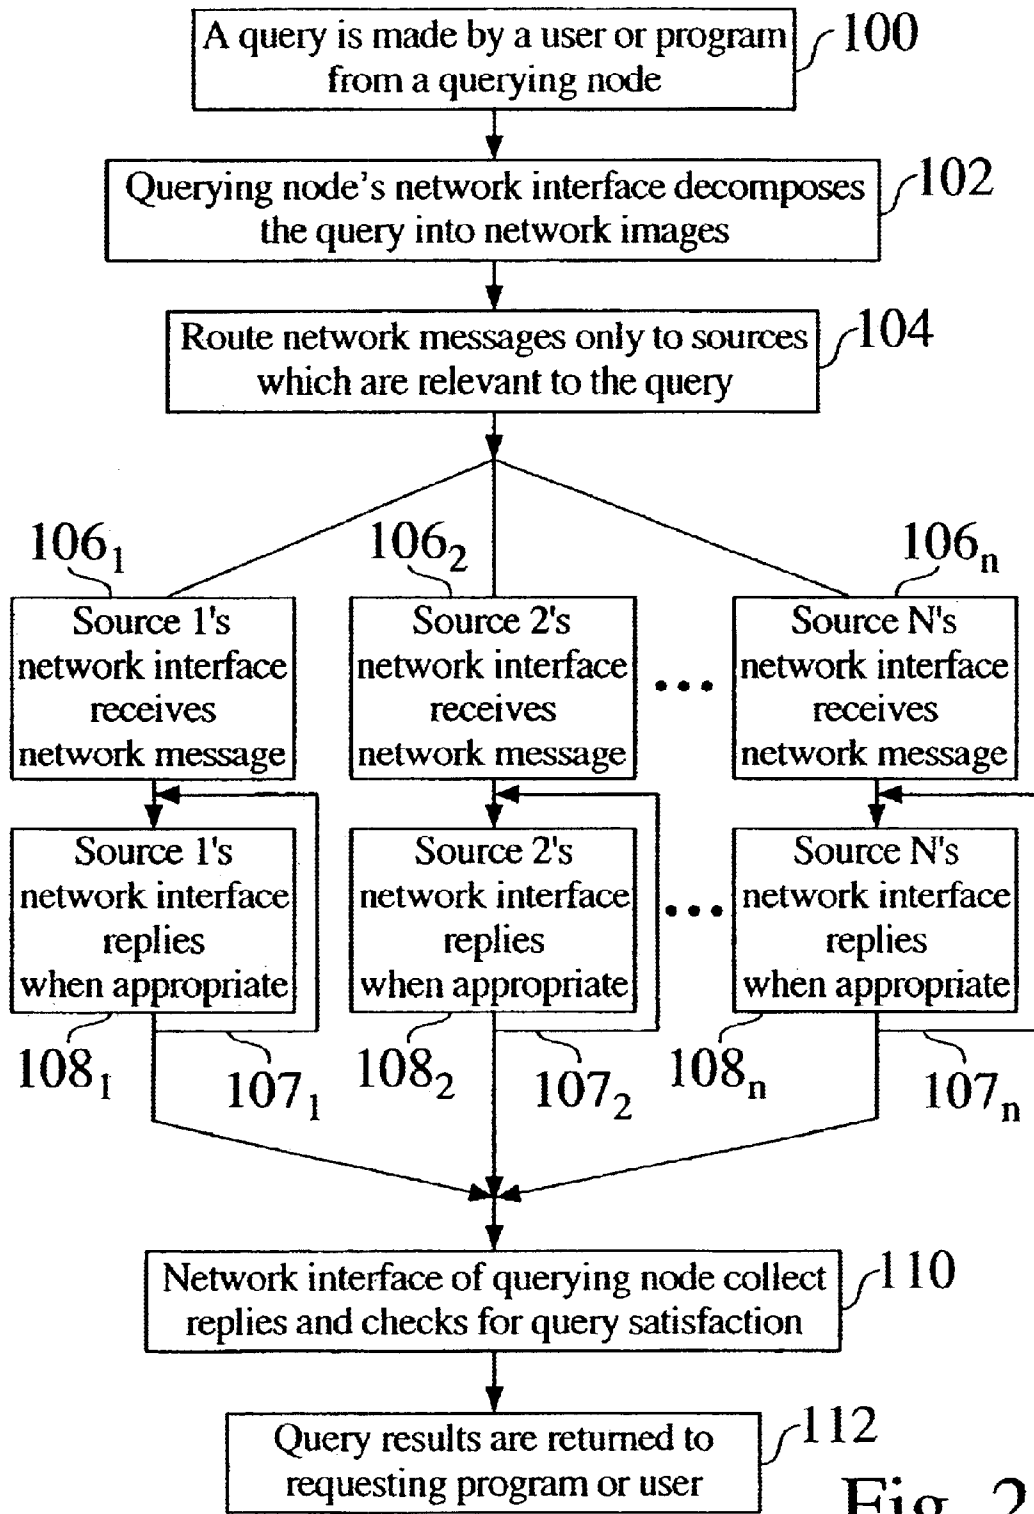 A query is made by a user or program
from a querying node
100
Querying node's network interface decomposes
the query into network images
102
Route network messages only to sources
which are relevant to the query
104
106₁
106₂
106ₙ
Source 1's
network interface
receives
network message
Source 2's
network interface
receives
network message
Source N's
network interface
receives
network message
Source 1's
network interface
replies
when appropriate
Source 2's
network interface
replies
when appropriate
Source N's
network interface
replies
when appropriate
108₁
107₁
108₂
107₂
108ₙ
107ₙ
Network interface of querying node collect
replies and checks for query satisfaction
110
Query results are returned to
requesting program or user
112
Fig. 2